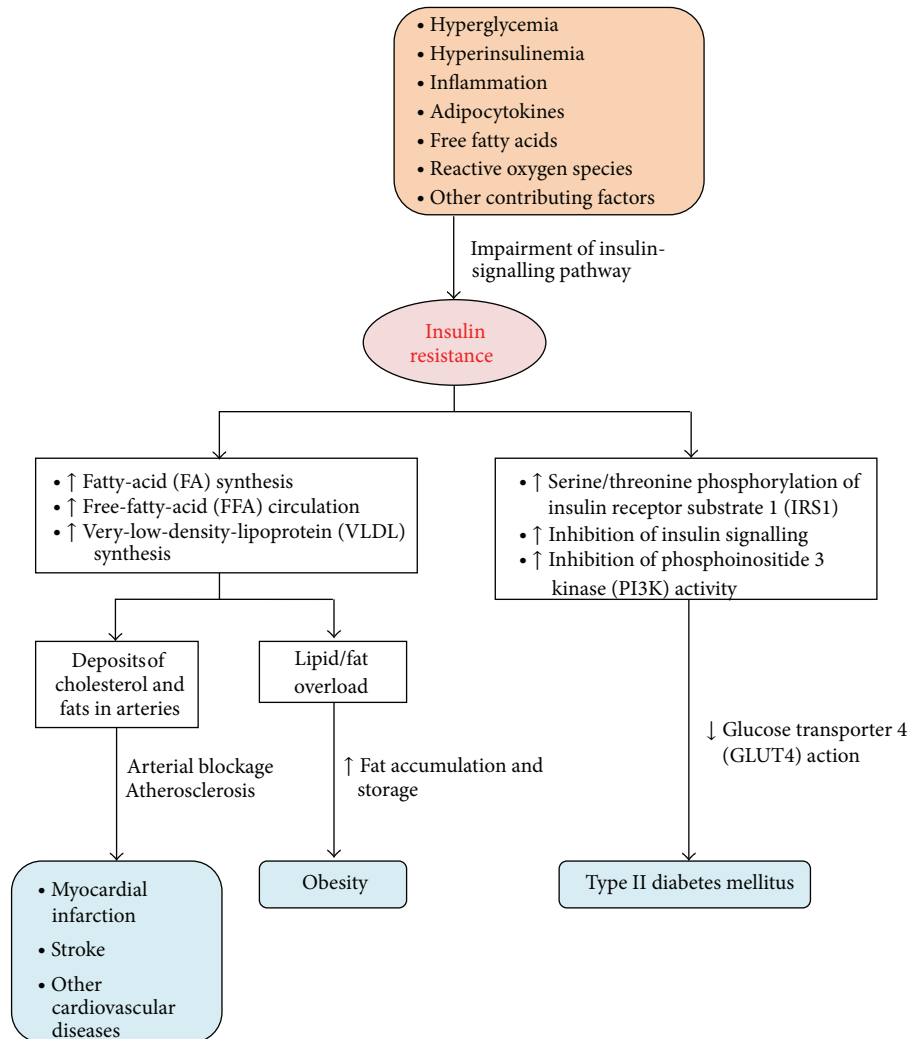 • Hyperglycemia
• Hyperinsulinemia
• Inflammation
• Adipocytokines
• Free fatty acids
• Reactive oxygen species
• Other contributing factors
Impairment of insulin-
signalling pathway
Insulin
resistance
• ↑ Fatty-acid (FA) synthesis
• ↑ Free-fatty-acid (FFA) circulation
• ↑ Very-low-density-lipoprotein (VLDL)
synthesis
• ↑ Serine/threonine phosphorylation of
insulin receptor substrate 1 (IRS1)
• ↑ Inhibition of insulin signalling
• ↑ Inhibition of phosphoinositide 3
kinase (PI3K) activity
Deposits of
cholesterol and
fats in arteries
Lipid/fat
overload
Arterial blockage
Atherosclerosis
↑ Fat accumulation and
storage
↓ Glucose transporter 4
(GLUT4) action
• Myocardial
infarction
• Stroke
• Other
cardiovascular
diseases
Obesity
Type II diabetes mellitus